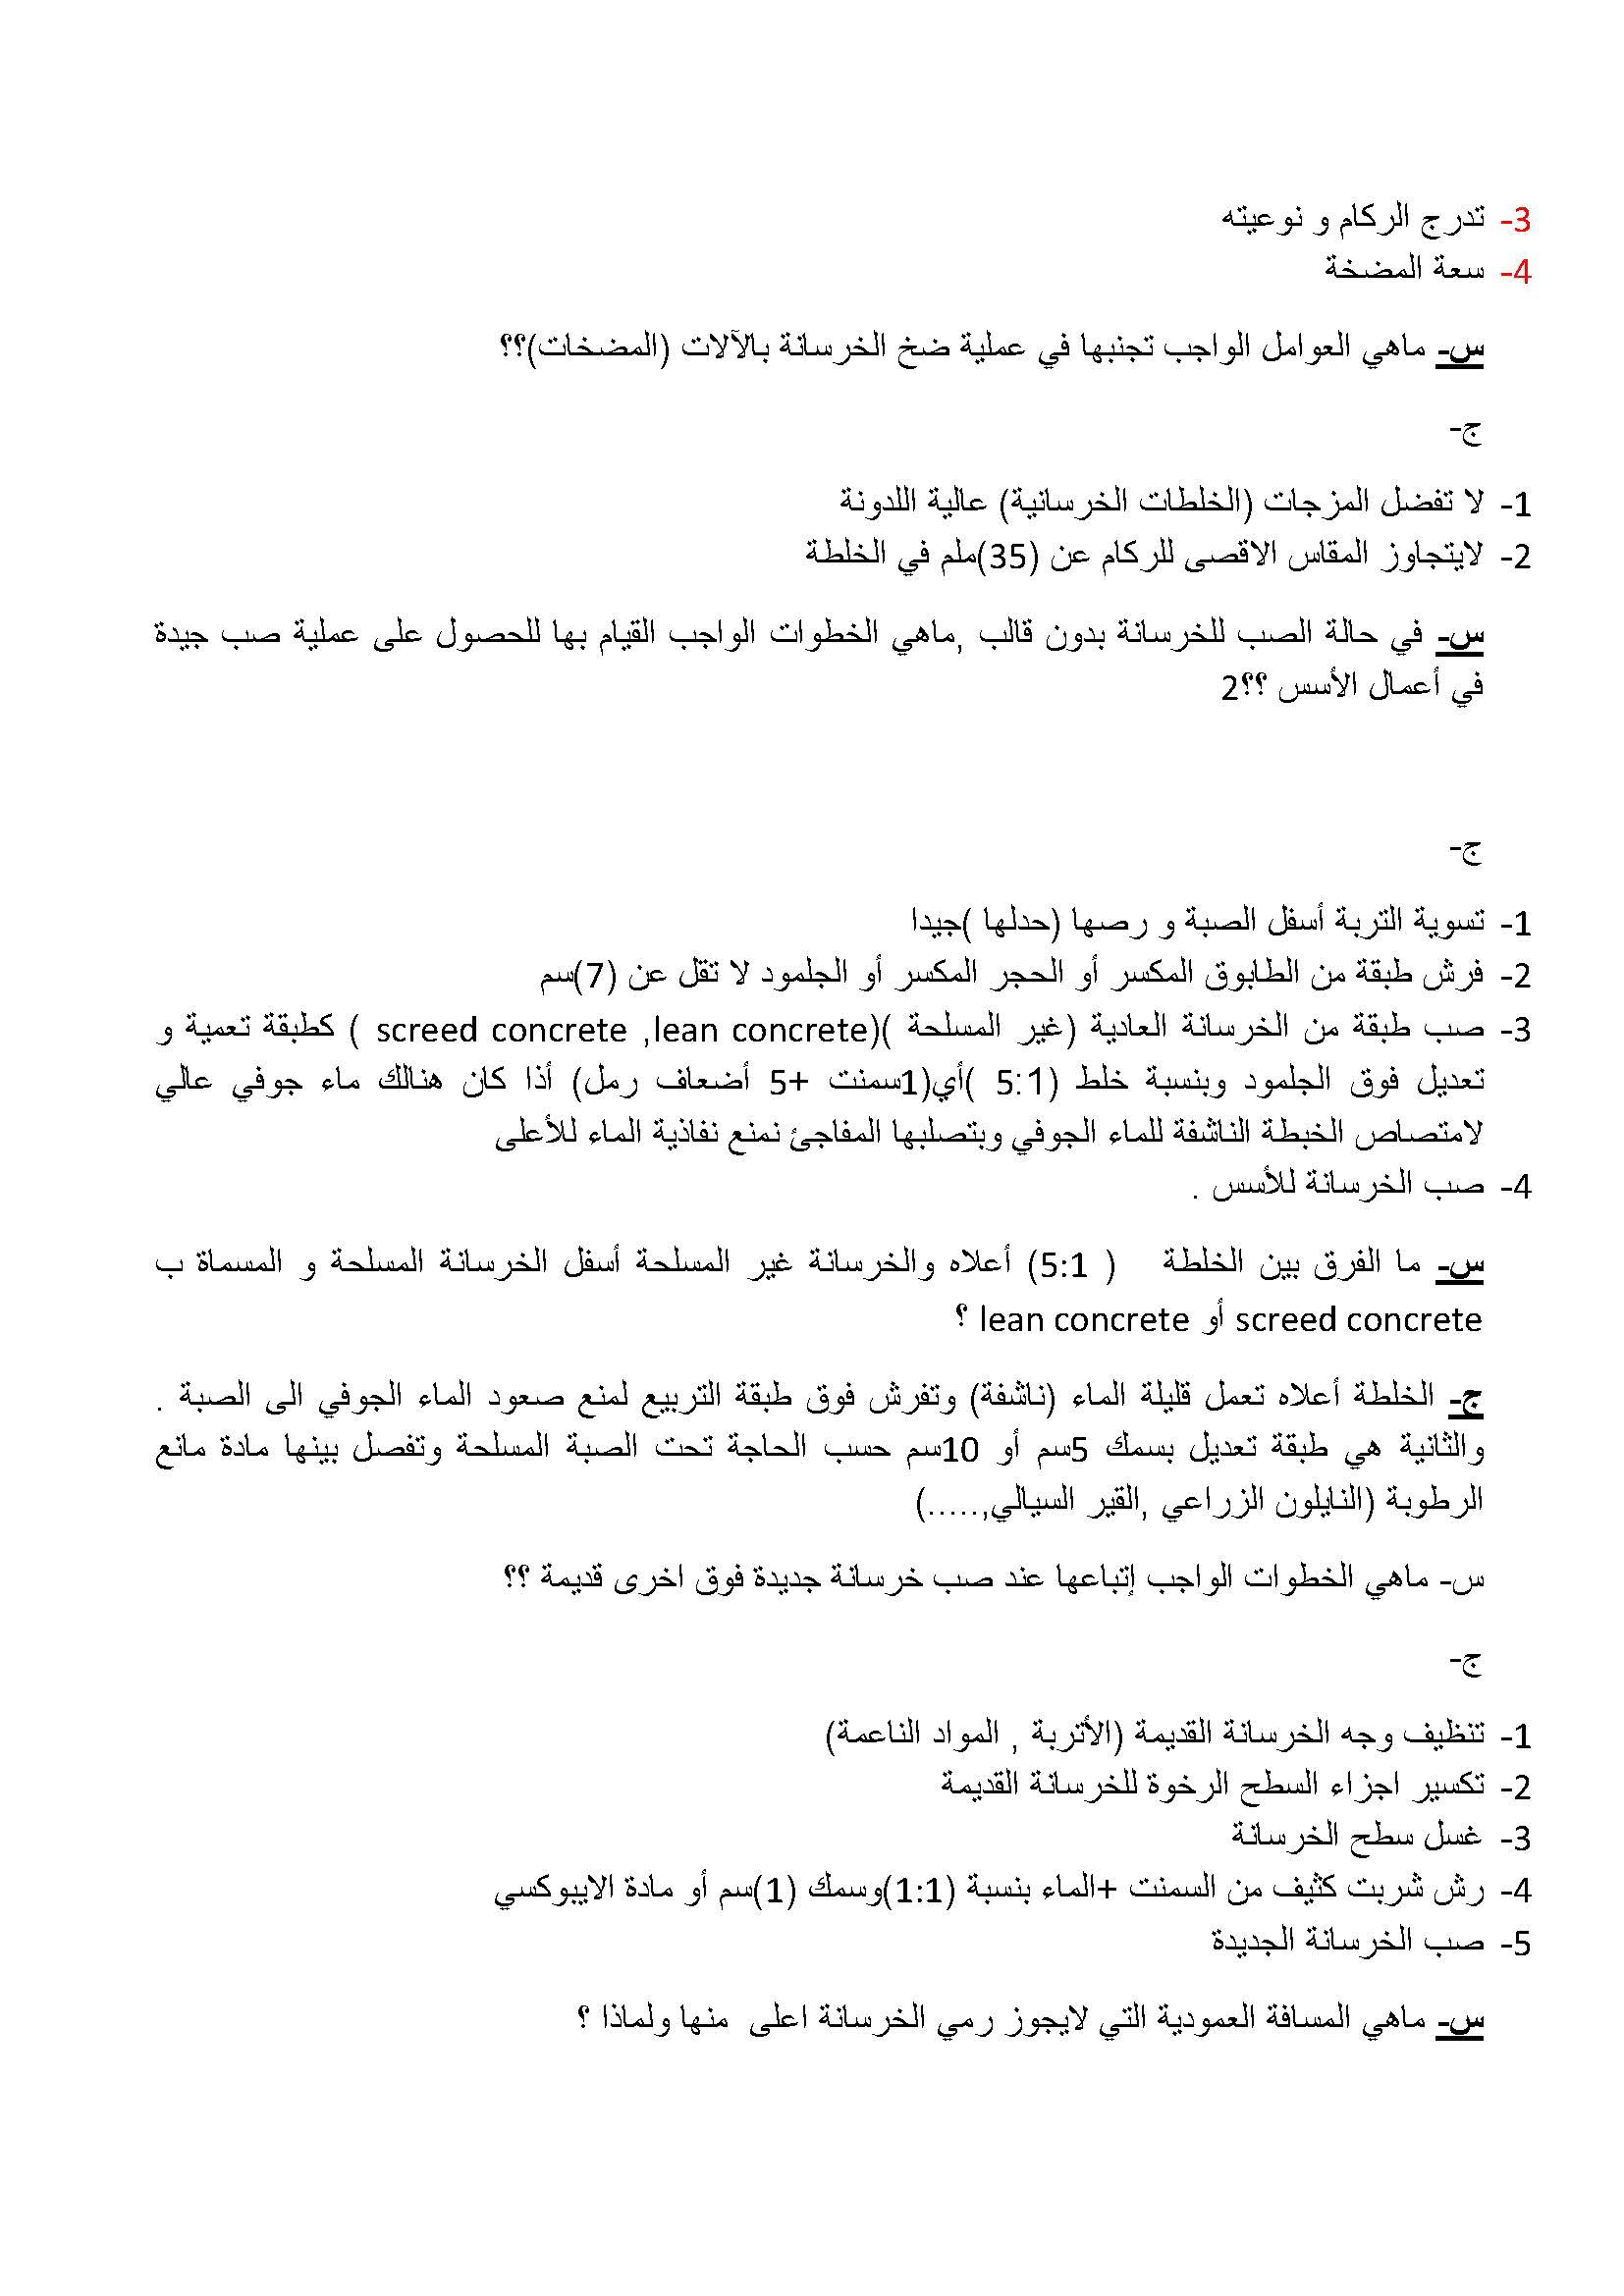 3- تدرج الركام و نوعيته
4- سعة المضخة
س- ماهي العوامل الواجب تجنبها في عملية ضخ الخرسانة بالآلات (المضخات)؟؟
ج-
1- لا تفضل المزجات (الخلطات الخرسانية) عالية اللدونة
2- لايتجاوز المقاس الاقصى للركام عن (35)ملم في الخلطة
س- في حالة الصب للخرسانة بدون قالب ,ماهي الخطوات الواجب القيام بها للحصول على عملية صب جيدة
في أعمال الأسس ؟؟2
ج-
1- تسوية التربة أسفل الصبة و رصها (حدلها )جيدا
2- فرش طبقة من الطابوق المكسر أو الحجر المكسر أو الجلمود لا تقل عن (7)سم
3- صب طبقة من الخرسانة العادية (غير المسلحة )(screed concrete ,lean concrete ) كطبقة تعمية و
تعديل فوق الجلمود وبنسبة خلط (5:1 )أي(1سمنت +5 أضعاف رمل) أذا كان هنالك ماء جوفي عالي
لامتصاص الخبطة الناشفة للماء الجوفي وبتصلبها المفاجئ نمنع نفاذية الماء للأعلى
4- صب الخرسانة للأسس .
س- ما الفرق بين الخلطة ( 5:1) أعلاه والخرسانة غير المسلحة أسفل الخرسانة المسلحة و المسماة ب
screed concrete أو lean concrete ؟
ج- الخلطة أعلاه تعمل قليلة الماء (ناشفة) وتفرش فوق طبقة التربيع لمنع صعود الماء الجوفي الى الصبة .
والثانية هي طبقة تعديل بسمك 5سم أو 10سم حسب الحاجة تحت الصبة المسلحة وتفصل بينها مادة مانع
الرطوبة (النايلون الزراعي ,القير السيالي,.....)
س- ماهي الخطوات الواجب إتباعها عند صب خرسانة جديدة فوق اخرى قديمة ؟؟
ج-
1- تنظيف وجه الخرسانة القديمة (الأتربة , المواد الناعمة)
2- تكسير اجزاء السطح الرخوة للخرسانة القديمة
3- غسل سطح الخرسانة
4- رش شربت كثيف من السمنت +الماء بنسبة (1:1)وسمك (1)سم أو مادة الايبوكسي
5- صب الخرسانة الجديدة
س- ماهي المسافة العمودية التي لايجوز رمي الخرسانة اعلى منها ولماذا ؟